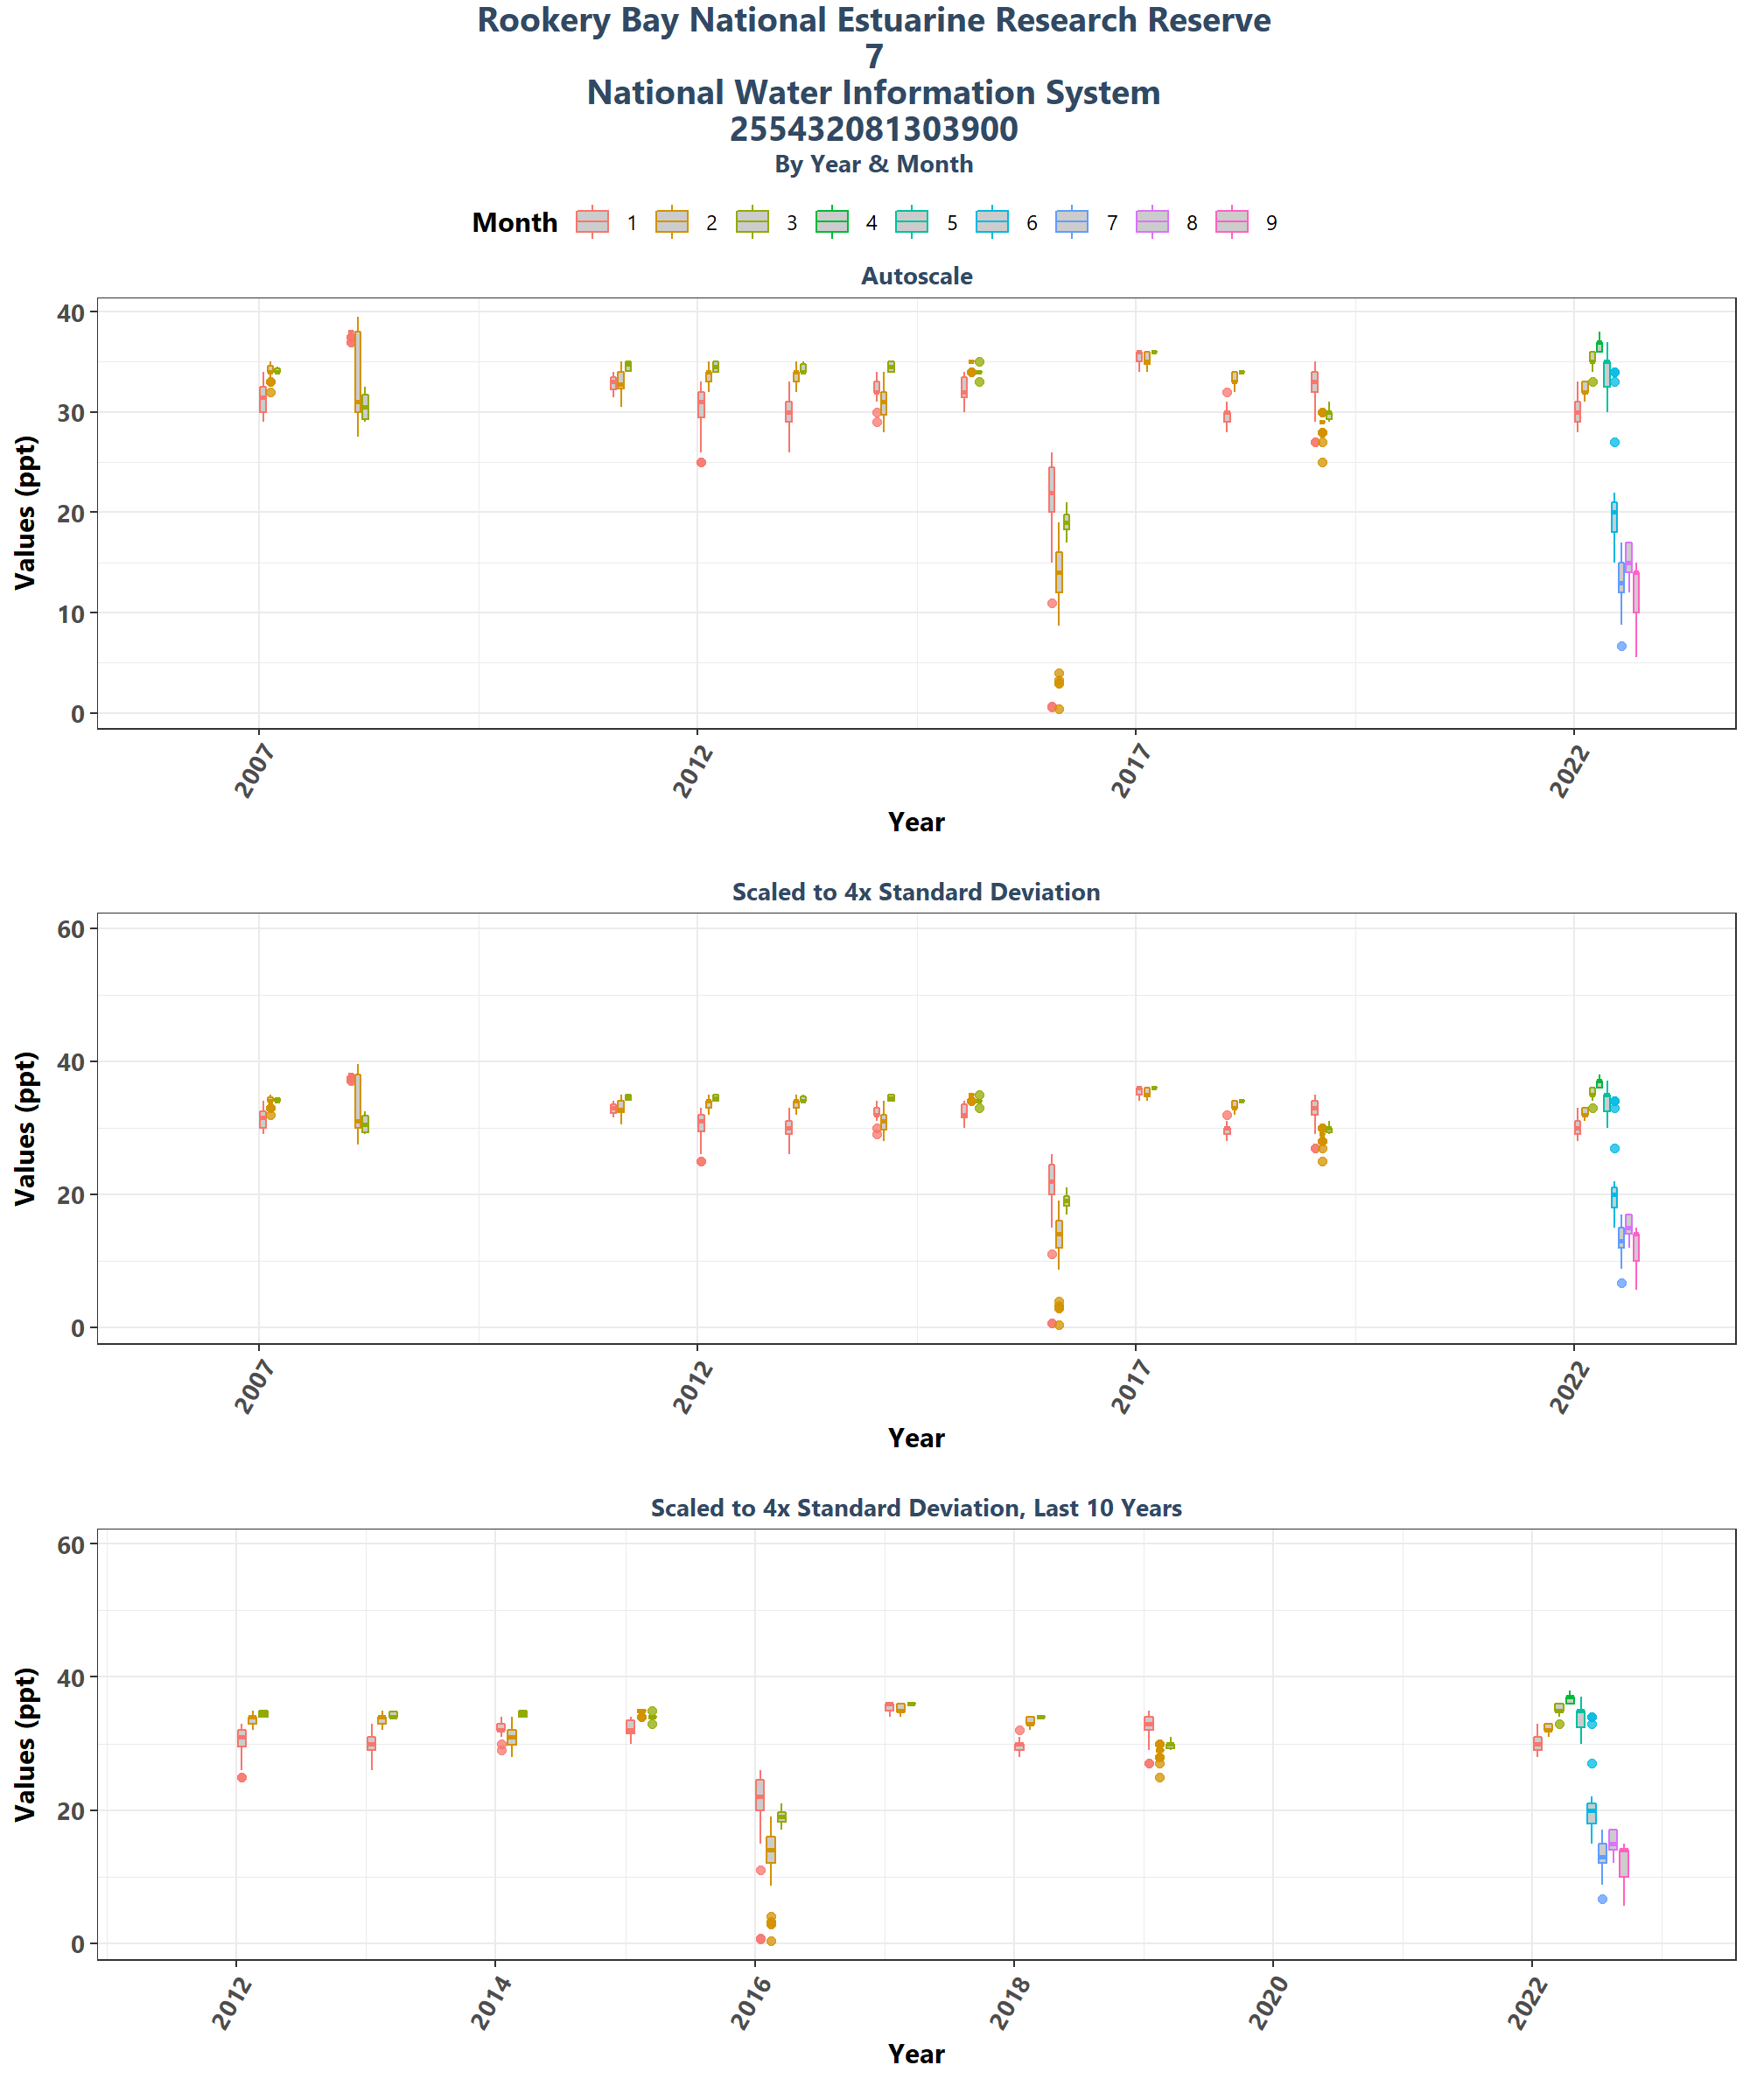 Rookery Bay National Estuarine Research Reserve
7
National Water Information System
255432081303900
By Year & Month
Month 1 2 3 4 5 6 7 8 9
Autoscale
Values (ppt)
40
30
20
10
0
2007 2012 2017 2022
Year
Scaled to 4x Standard Deviation
Values (ppt)
60
40
20
0
2007 2012 2017 2022
Year
Scaled to 4x Standard Deviation, Last 10 Years
Values (ppt)
60
40
20
0
2012 2014 2016 2018 2020 2022
Year